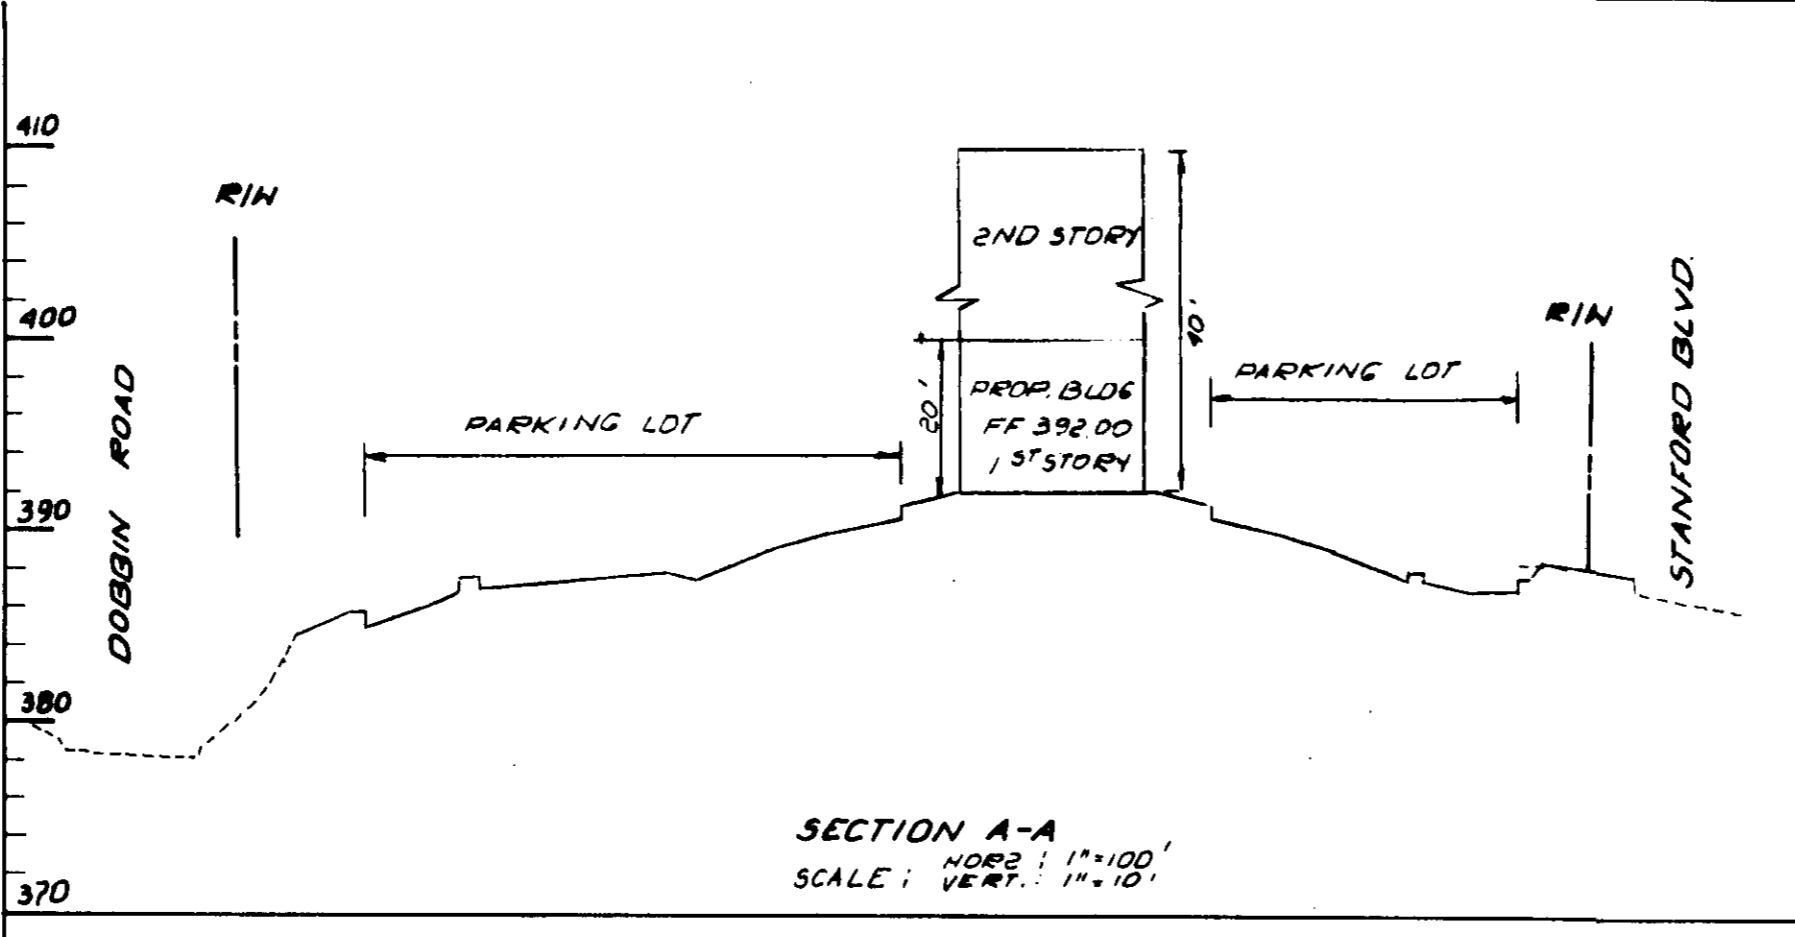 410
R/W
2ND STORY
400
R/W
40'
PARKING LOT
20'
PROP. BLDG
FF 392.00
1ST STORY
PARKING LOT
DOBBIN ROAD
STANFORD BLVD.
390
380
SECTION A-A
SCALE: HORZ: 1"=100'
VERT.: 1"=10'
370